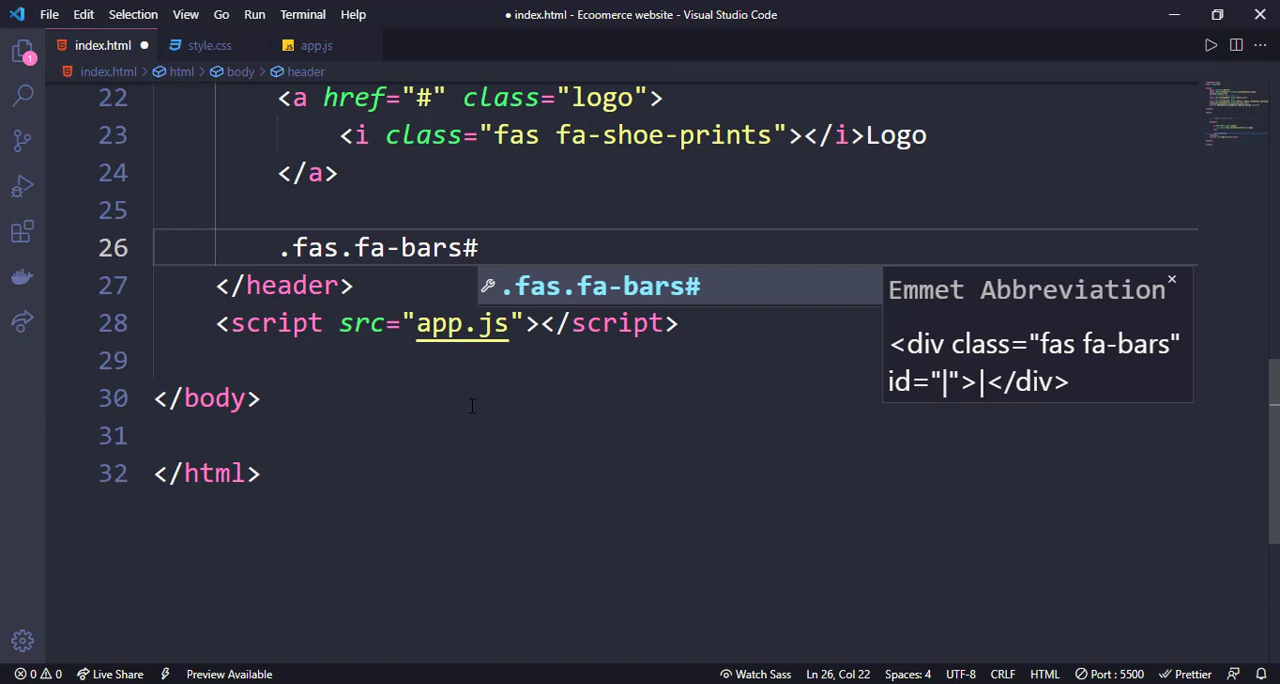 File Edit Selection View Go Run Terminal Help
● index.html - Ecoomerce website - Visual Studio Code
1
index.html ●
style.css
JS app.js
index.html > html > body > header
22 <a href="#" class="logo">
23 <i class="fas fa-shoe-prints"></i>Logo
24 </a>
25
26 .fas.fa-bars#
.fas.fa-bars#
Emmet Abbreviation ×
<div class="fas fa-bars"
id="|">|</div>
27 </header>
28 <script src="app.js"></script>
29
30 </body>
31
32 </html>
0 0 Live Share Preview Available
Watch Sass Ln 26, Col 22 Spaces: 4 UTF-8 CRLF HTML Port : 5500 Prettier